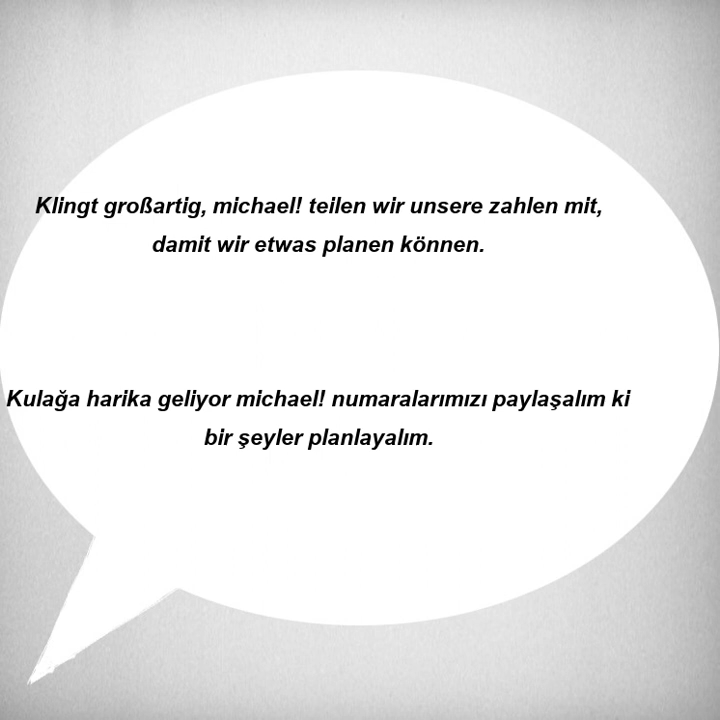 Klingt großartig, michael! teilen wir unsere zahlen mit,
damit wir etwas planen können.
Kulağa harika geliyor michael! numaralarımızı paylaşalım ki
bir şeyler planlayalım.